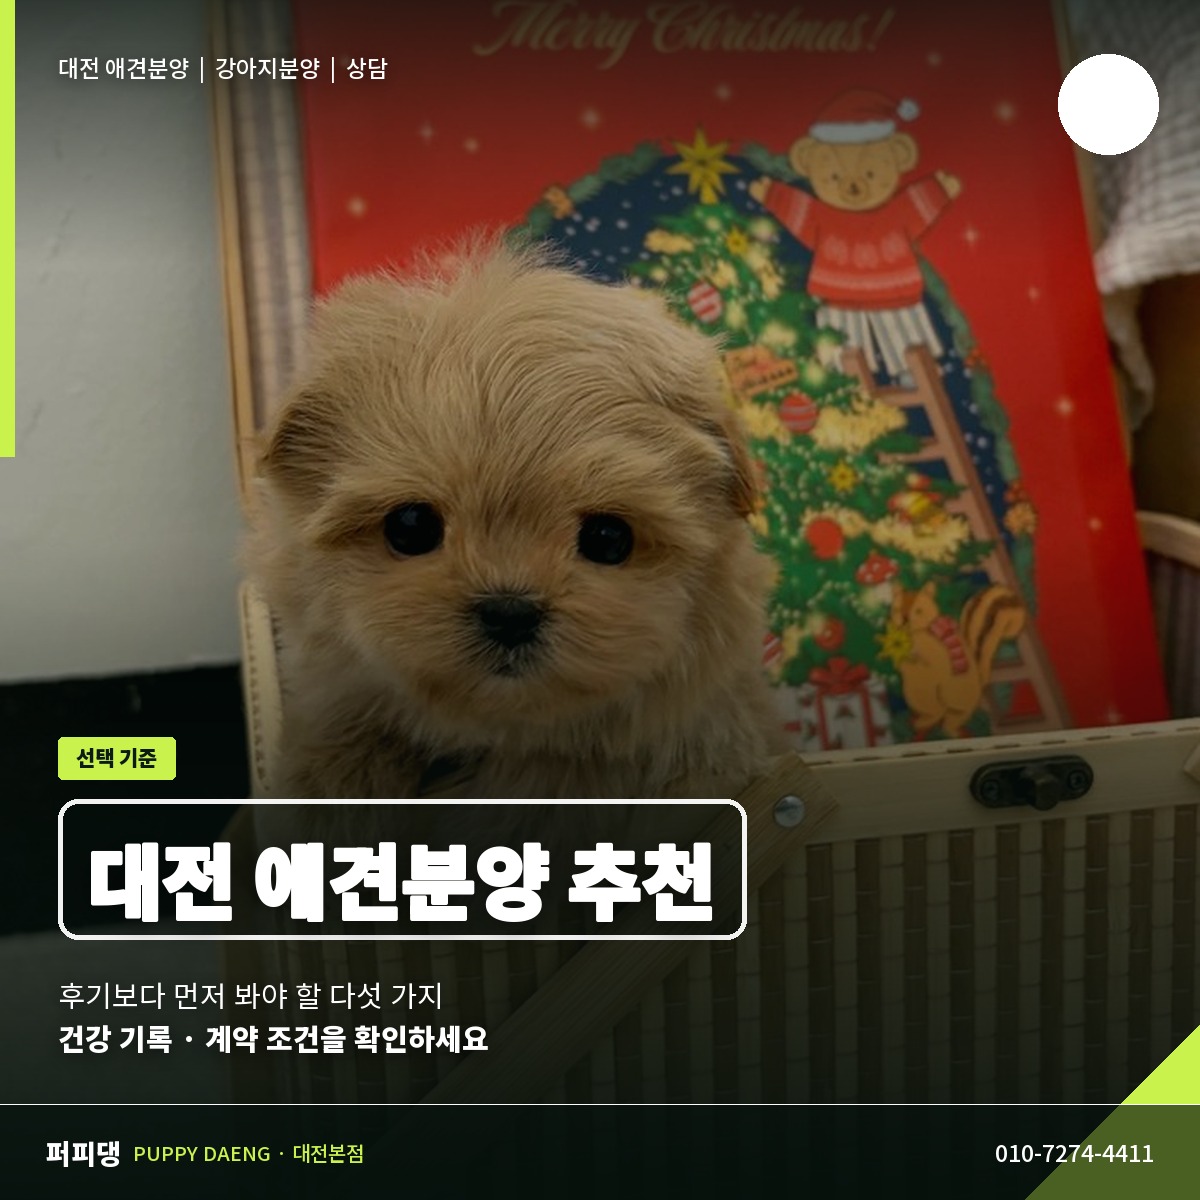 Merry Christmas!
대전 애견분양 | 강아지분양 | 상담
선택 기준
대전 애견분양 추천
후기보다 먼저 봐야 할 다섯 가지
건강 기록 · 계약 조건을 확인하세요
퍼피댕 PUPPY DAENG · 대전본점
010-7274-4411